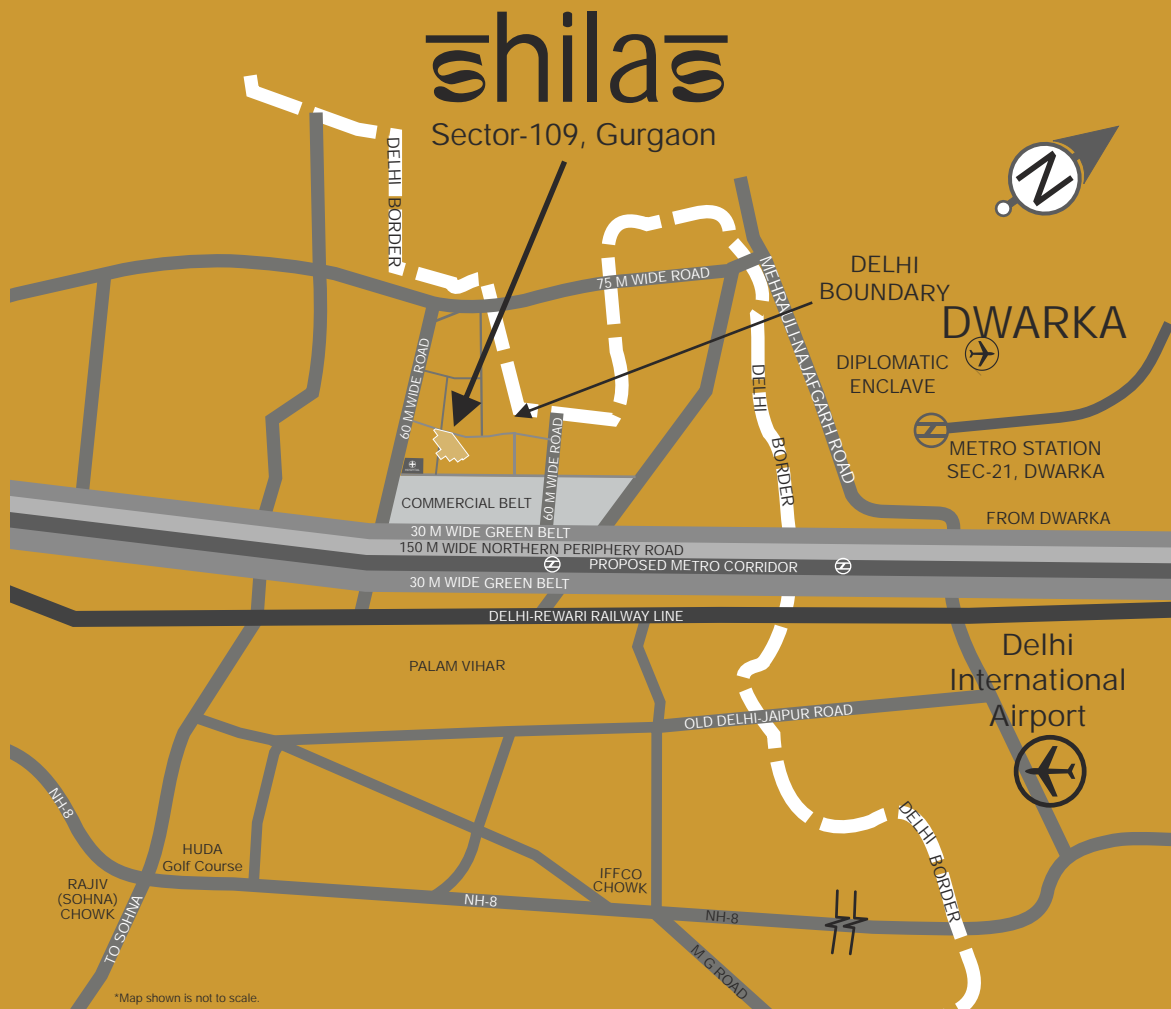 shilas
Sector-109, Gurgaon
N
DELHI BORDER
75 M WIDE ROAD
MEHRAULI-NAJAFGARH ROAD
DELHI
BOUNDARY
DWARKA
DIPLOMATIC
ENCLAVE
METRO STATION
SEC-21, DWARKA
60 M WIDE ROAD
60 M WIDE ROAD
DELHI BORDER
COMMERCIAL BELT
FROM DWARKA
30 M WIDE GREEN BELT
150 M WIDE NORTHERN PERIPHERY ROAD
PROPOSED METRO CORRIDOR
30 M WIDE GREEN BELT
DELHI-REWARI RAILWAY LINE
PALAM VIHAR
Delhi
International
Airport
OLD DELHI-JAIPUR ROAD
NH-8
HUDA
Golf Course
RAJIV
(SOHNA)
CHOWK
TO SOHNA
NH-8
IFFCO
CHOWK
NH-8
DELHI BORDER
M G ROAD
*Map shown is not to scale.